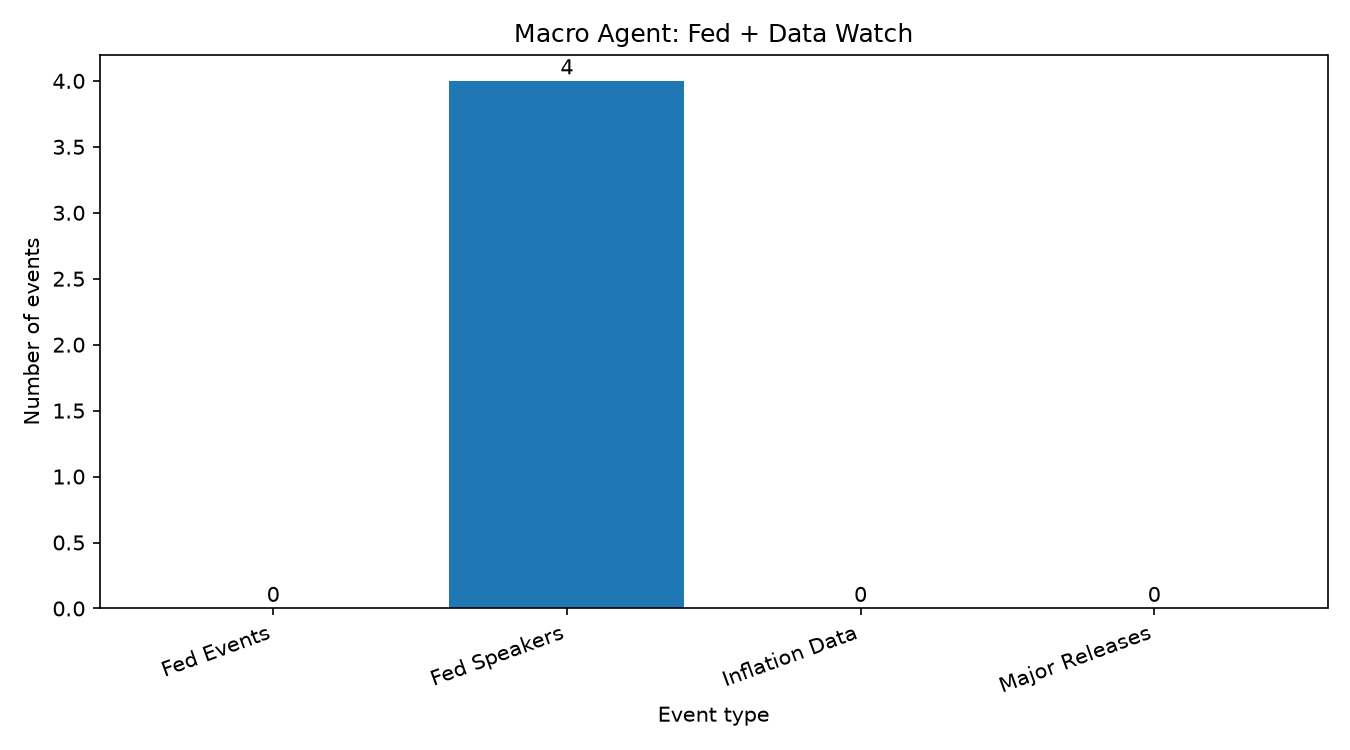 Macro Agent: Fed + Data Watch
4
4.0
3.5
3.0
2.5
2.0
1.5
1.0
0.5
0.0
Number of events
0
0
0
Fed Events
Fed Speakers
Inflation Data
Major Releases
Event type